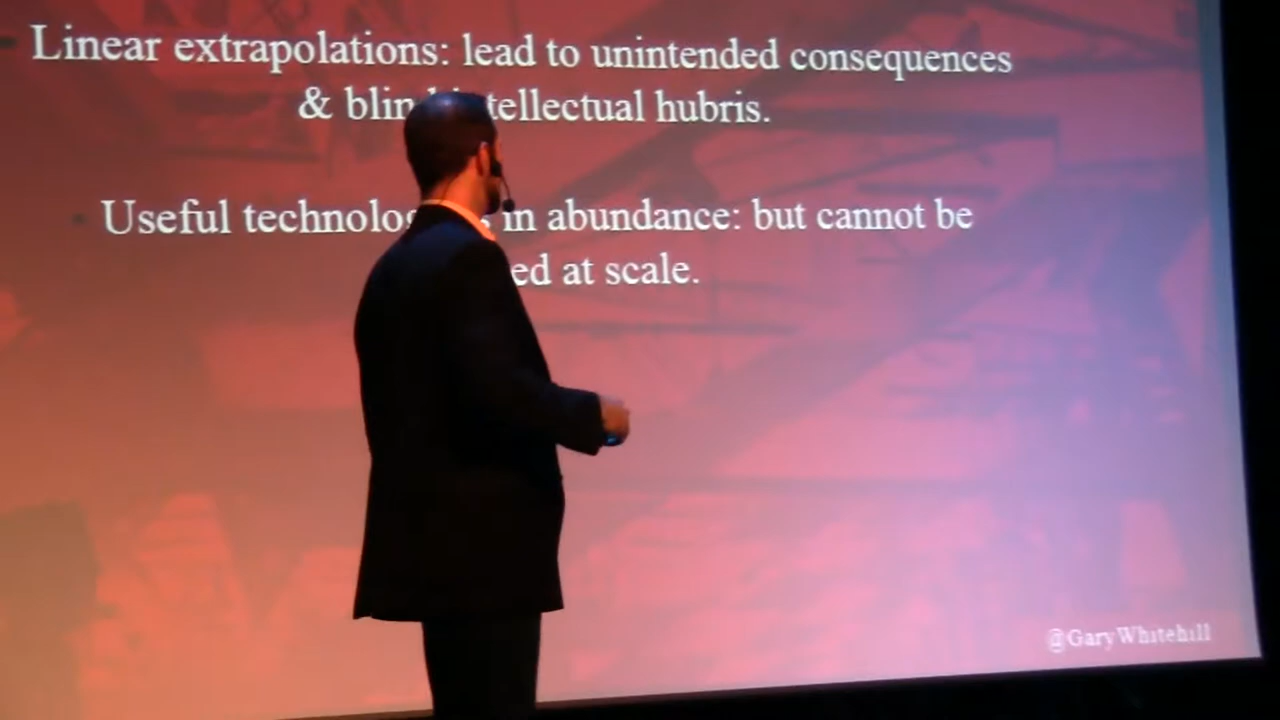 Linear extrapolations: lead to unintended consequences
& hubris.
Useful in abundance: but cannot be
at scale.
@GaryWhitehill